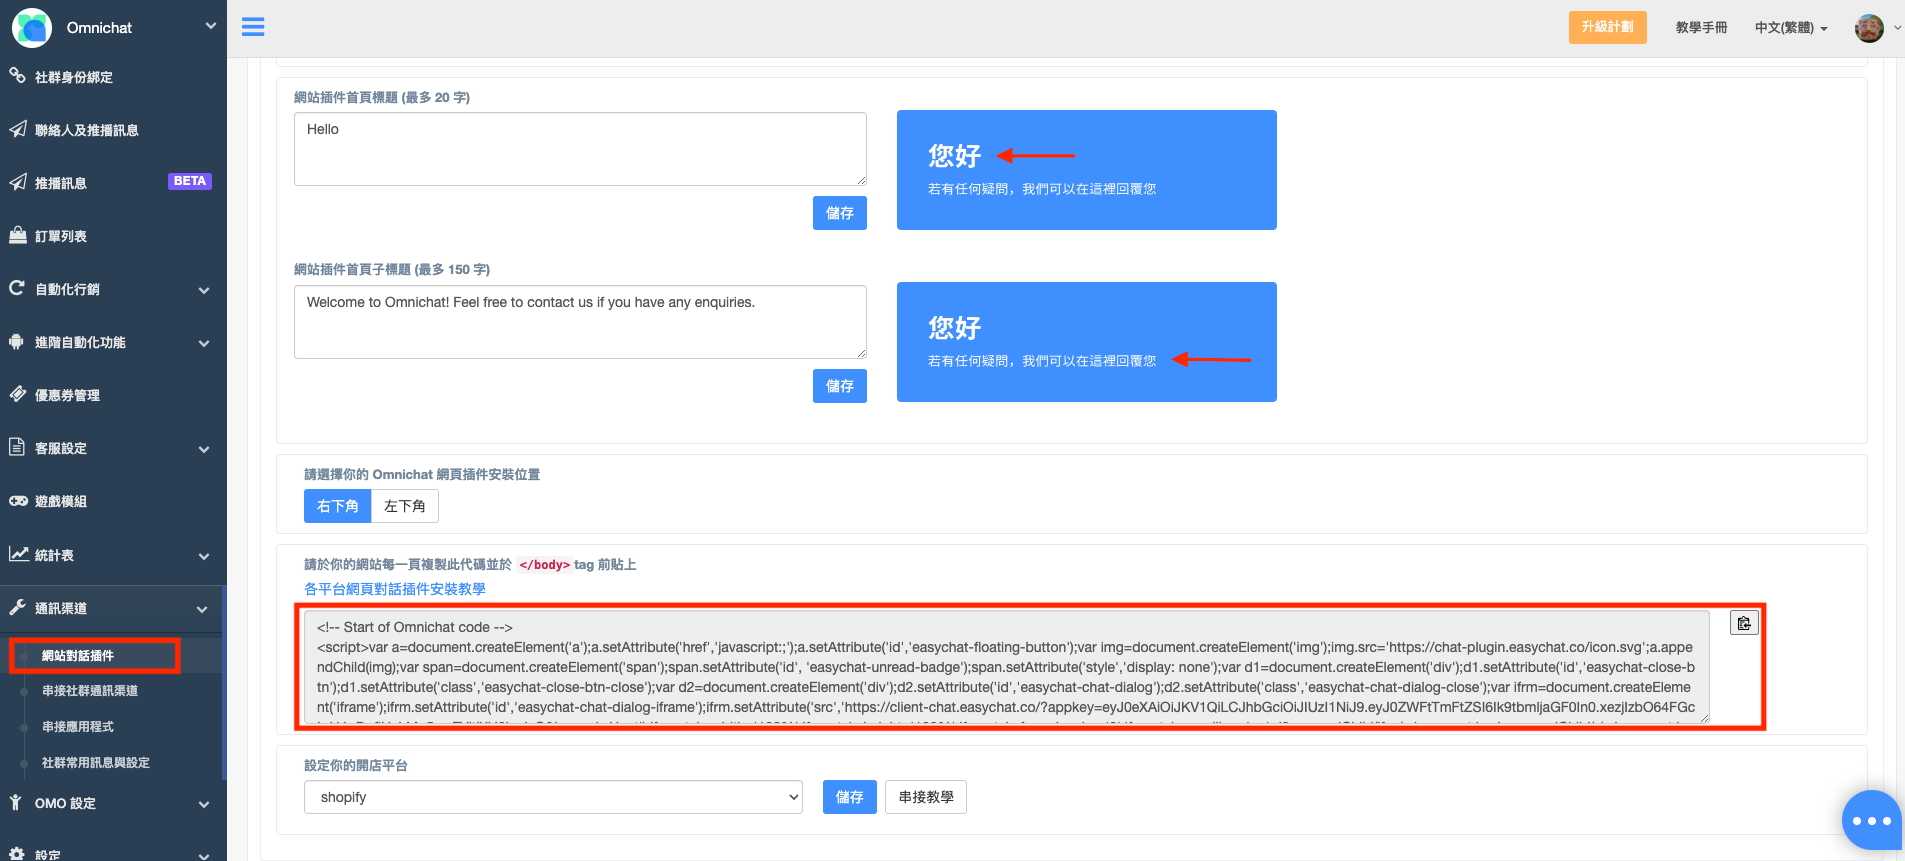 Omnichat
升級計劃
教學手冊
中文(繁體)
社群身份綁定
聯絡人及推播訊息
推播訊息
BETA
訂單列表
自動化行銷
進階自動化功能
優惠券管理
客服設定
遊戲模組
統計表
通訊渠道
網站對話插件
串接社群通訊渠道
串接應用程式
社群常用訊息與設定
OMO 設定
設定
網站插件首頁標題 (最多 20 字)
Hello
儲存
您好
若有任何疑問，我們可以在這裡回覆您
網站插件首頁子標題 (最多 150 字)
Welcome to Omnichat! Feel free to contact us if you have any enquiries.
儲存
您好
若有任何疑問，我們可以在這裡回覆您
請選擇你的 Omnichat 網頁插件安裝位置
右下角
左下角
請於你的網站每一頁複製此代碼並於 </body> tag 前貼上
各平台網頁對話插件安裝教學
<!-- Start of Omnichat code -->
<script>var a=document.createElement('a');a.setAttribute('href','javascript:;');a.setAttribute('id','easychat-floating-button');var img=document.createElement('img');img.src='https://chat-plugin.easychat.co/icon.svg';a.appe
ndChild(img);var span=document.createElement('span');span.setAttribute('id', 'easychat-unread-badge');span.setAttribute('style','display: none');var d1=document.createElement('div');d1.setAttribute('id','easychat-close-b
tn');d1.setAttribute('class','easychat-close-btn-close');var d2=document.createElement('div');d2.setAttribute('id','easychat-chat-dialog');d2.setAttribute('class','easychat-chat-dialog-close');var ifrm=document.createEleme
nt('iframe');ifrm.setAttribute('id','easychat-chat-dialog-iframe');ifrm.setAttribute('src','https://client-chat.easychat.co/?appkey=eyJ0eXAiOiJKV1QiLCJhbGciOiJIUzI1NiJ9.eyJ0ZWFtTmFtZSI6Ik9tbmljaGF0In0.xezjIzbO64FGc
設定你的開店平台
shopify
儲存
串接教學